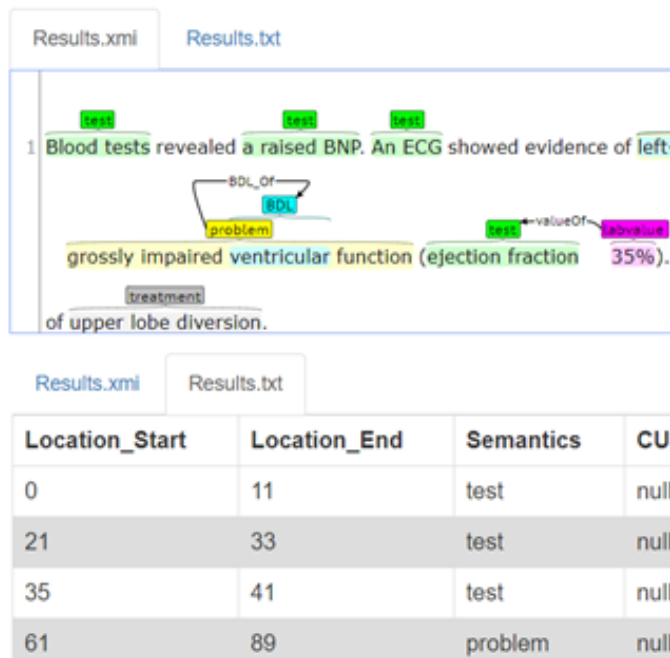 Results.xmi Results.txt
test test test
1 Blood tests revealed a raised BNP. An ECG showed evidence of left-
BDL_Of
BDL
problem test valueOf labvalue
grossly impaired ventricular function (ejection fraction 35%).
treatment
of upper lobe diversion.
Results.xmi Results.txt
Location_Start Location_End Semantics CU
0 11 test null
21 33 test null
35 41 test null
61 89 problem null